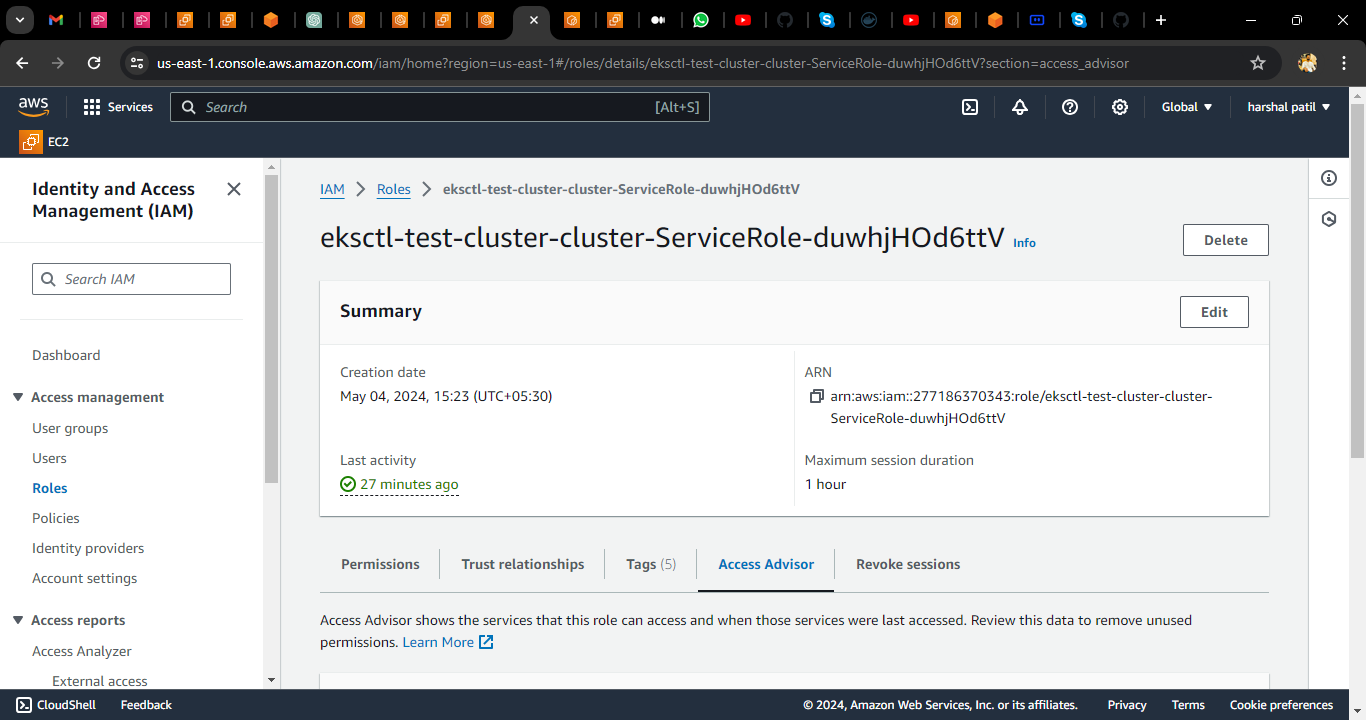 us-east-1.console.aws.amazon.com/iam/home?region=us-east-1#/roles/details/eksctl-test-cluster-cluster-ServiceRole-duwhjHOd6ttV?section=access_advisor
aws
Services
Search
[Alt+S]
Global
harshal patil
EC2
Identity and Access
Management (IAM)
Search IAM
Dashboard
Access management
User groups
Users
Roles
Policies
Identity providers
Account settings
Access reports
Access Analyzer
External access
IAM > Roles > eksctl-test-cluster-cluster-ServiceRole-duwhjHOd6ttV
eksctl-test-cluster-cluster-ServiceRole-duwhjHOd6ttV Info
Delete
Summary
Edit
Creation date
May 04, 2024, 15:23 (UTC+05:30)
ARN
arn:aws:iam::277186370343:role/eksctl-test-cluster-cluster-
ServiceRole-duwhjHOd6ttV
Last activity
27 minutes ago
Maximum session duration
1 hour
Permissions
Trust relationships
Tags (5)
Access Advisor
Revoke sessions
Access Advisor shows the services that this role can access and when those services were last accessed. Review this data to remove unused
permissions. Learn More
CloudShell
Feedback
© 2024, Amazon Web Services, Inc. or its affiliates.
Privacy
Terms
Cookie preferences